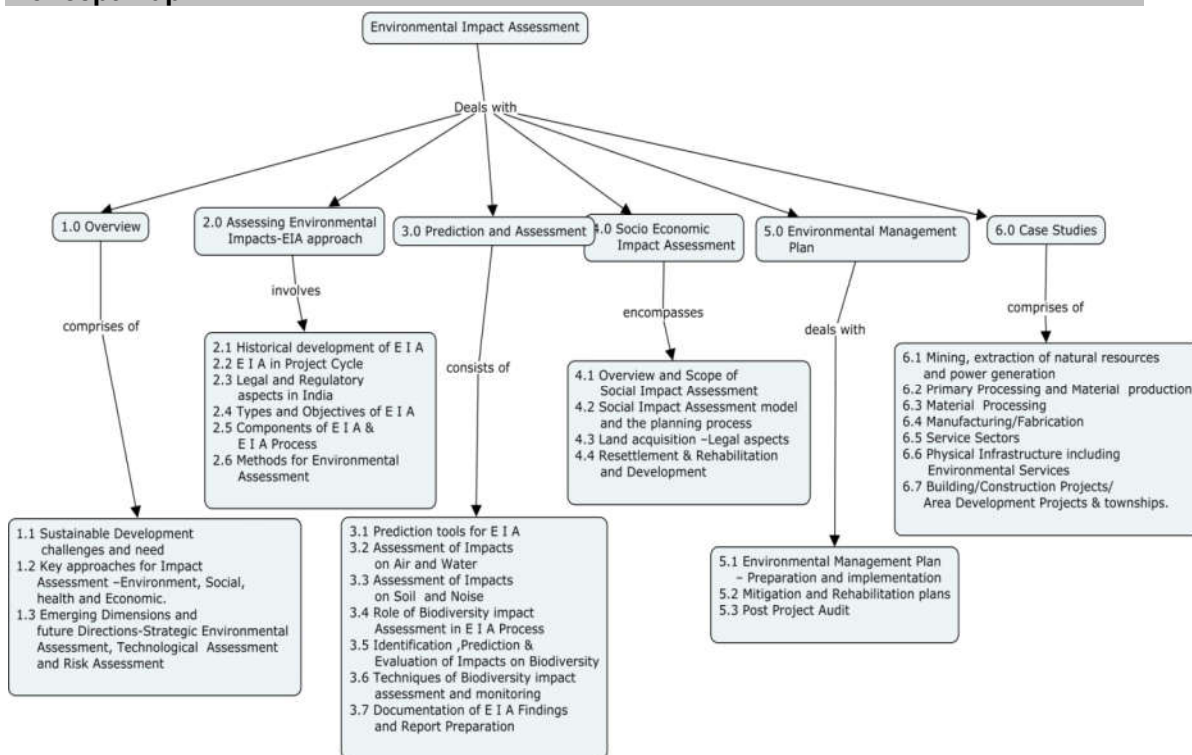 Environmental Impact Assessment
Deals with
1.0 Overview
2.0 Assessing Environmental
Impacts-EIA approach
3.0 Prediction and Assessment
4.0 Socio Economic
Impact Assessment
5.0 Environmental Management
Plan
6.0 Case Studies
comprises of
involves
consists of
encompasses
deals with
comprises of
1.1 Sustainable Development
challenges and need
1.2 Key approaches for Impact
Assessment –Environment, Social,
health and Economic.
1.3 Emerging Dimensions and
future Directions-Strategic Environmental
Assessment, Technological Assessment
and Risk Assessment
2.1 Historical development of E I A
2.2 E I A in Project Cycle
2.3 Legal and Regulatory
aspects in India
2.4 Types and Objectives of E I A
2.5 Components of E I A &
E I A Process
2.6 Methods for Environmental
Assessment
3.1 Prediction tools for E I A
3.2 Assessment of Impacts
on Air and Water
3.3 Assessment of Impacts
on Soil and Noise
3.4 Role of Biodiversity impact
Assessment in E I A Process
3.5 Identification ,Prediction &
Evaluation of Impacts on Biodiversity
3.6 Techniques of Biodiversity impact
assessment and monitoring
3.7 Documentation of E I A Findings
and Report Preparation
4.1 Overview and Scope of
Social Impact Assessment
4.2 Social Impact Assessment model
and the planning process
4.3 Land acquisition –Legal aspects
4.4 Resettlement & Rehabilitation
and Development
5.1 Environmental Management Plan
– Preparation and implementation
5.2 Mitigation and Rehabilitation plans
5.3 Post Project Audit
6.1 Mining, extraction of natural resources
and power generation
6.2 Primary Processing and Material production
6.3 Material Processing
6.4 Manufacturing/Fabrication
6.5 Service Sectors
6.6 Physical Infrastructure including
Environmental Services
6.7 Building/Construction Projects/
Area Development Projects & townships.